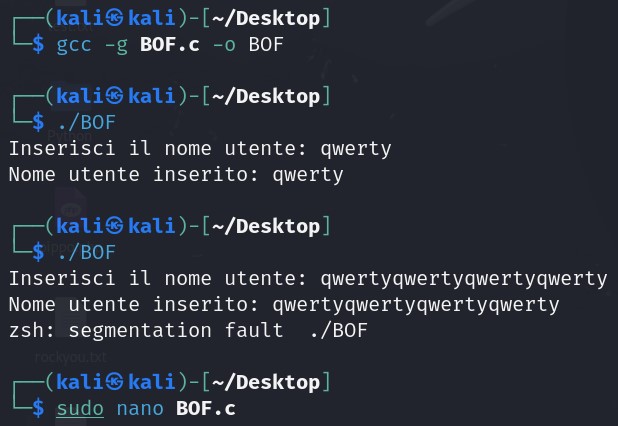 ┌──(kali㉿kali)-[~/Desktop]
└─$ gcc -g BOF.c -o BOF
┌──(kali㉿kali)-[~/Desktop]
└─$ ./BOF
Inserisci il nome utente: qwerty
Nome utente inserito: qwerty
┌──(kali㉿kali)-[~/Desktop]
└─$ ./BOF
Inserisci il nome utente: qwertyqwertyqwertyqwerty
Nome utente inserito: qwertyqwertyqwertyqwerty
zsh: segmentation fault  ./BOF
rockyou.txt
┌──(kali㉿kali)-[~/Desktop]
└─$ sudo nano BOF.c